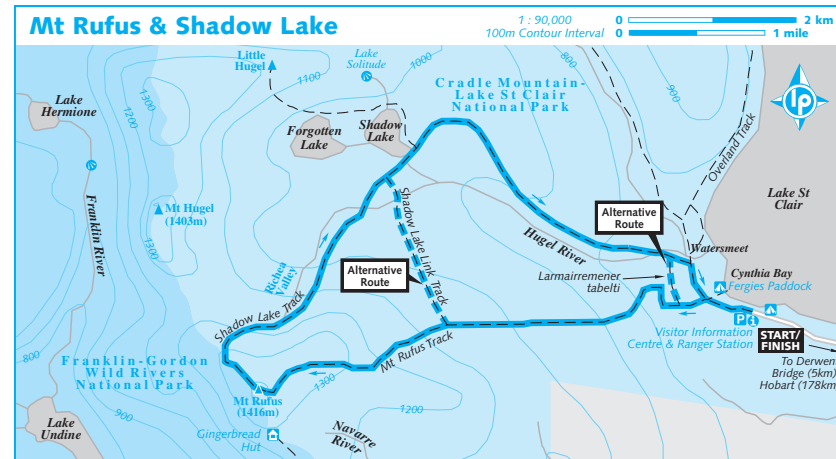 Mt Rufus & Shadow Lake
1 : 90,000
100m Contour Interval
0 2 km
0 1 mile
Little
Hugel
Lake
Solitude
1000
800
1100
1300
1200
900
Cradle Mountain-
Lake St Clair
National Park
lp
Lake
Hermione
Forgotten
Lake
Shadow
Lake
Overland Track
Lake St
Clair
Franklin River
Mt Hugel
(1403m)
1300
Shadow Lake Link Track
Alternative
Route
Hugel River
Watersmeet
Alternative
Route
Richea
Valley
Larmairremener
tabelti
Cynthia Bay
Fergies Paddock
Shadow Lake Track
P i
Visitor Information
Centre & Ranger Station
START/
FINISH
Mt Rufus Track
800
Franklin-Gordon
Wild Rivers
National Park
To Derwen
Bridge (5km)
Hobart (178km
1300
Mt Rufus
(1416m)
1200
900
1000
Lake
Undine
Gingerbread
Hut
Navarre
River